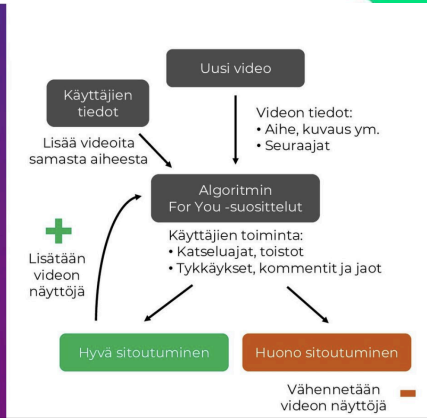 Uusi video
Käyttäjien
tiedot
Videon tiedot:
• Aihe, kuvaus ym.
• Seuraajat
Lisää videoita
samasta aiheesta
Algoritmin
For You -suosittelut
Käyttäjien toiminta:
• Katseluajat, toistot
• Tykkäykset, kommentit ja jaot
+
Lisätään
videon
näyttöjä
Hyvä sitoutuminen
Huono sitoutuminen
Vähennetään
videon näyttöjä
-